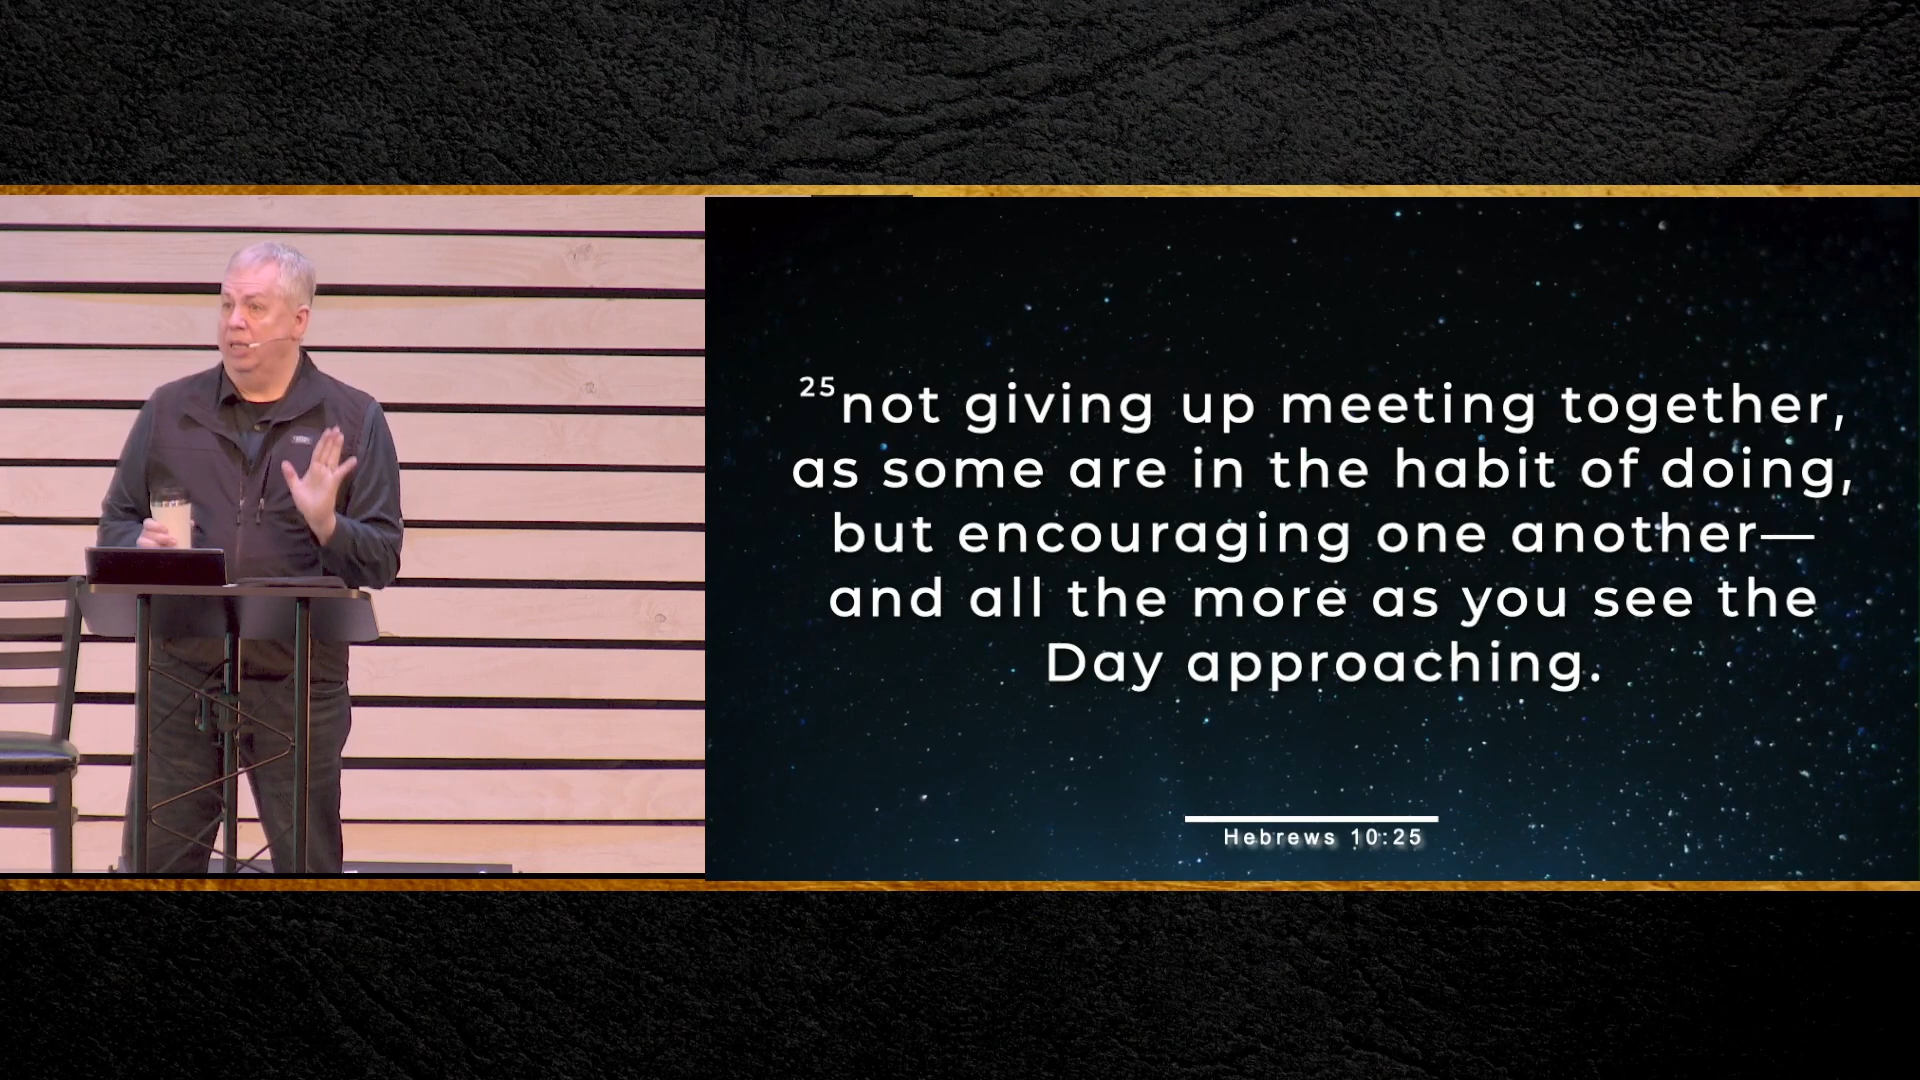 25not giving up meeting together,
as some are in the habit of doing,
but encouraging one another—
and all the more as you see the
Day approaching.
Hebrews 10:25